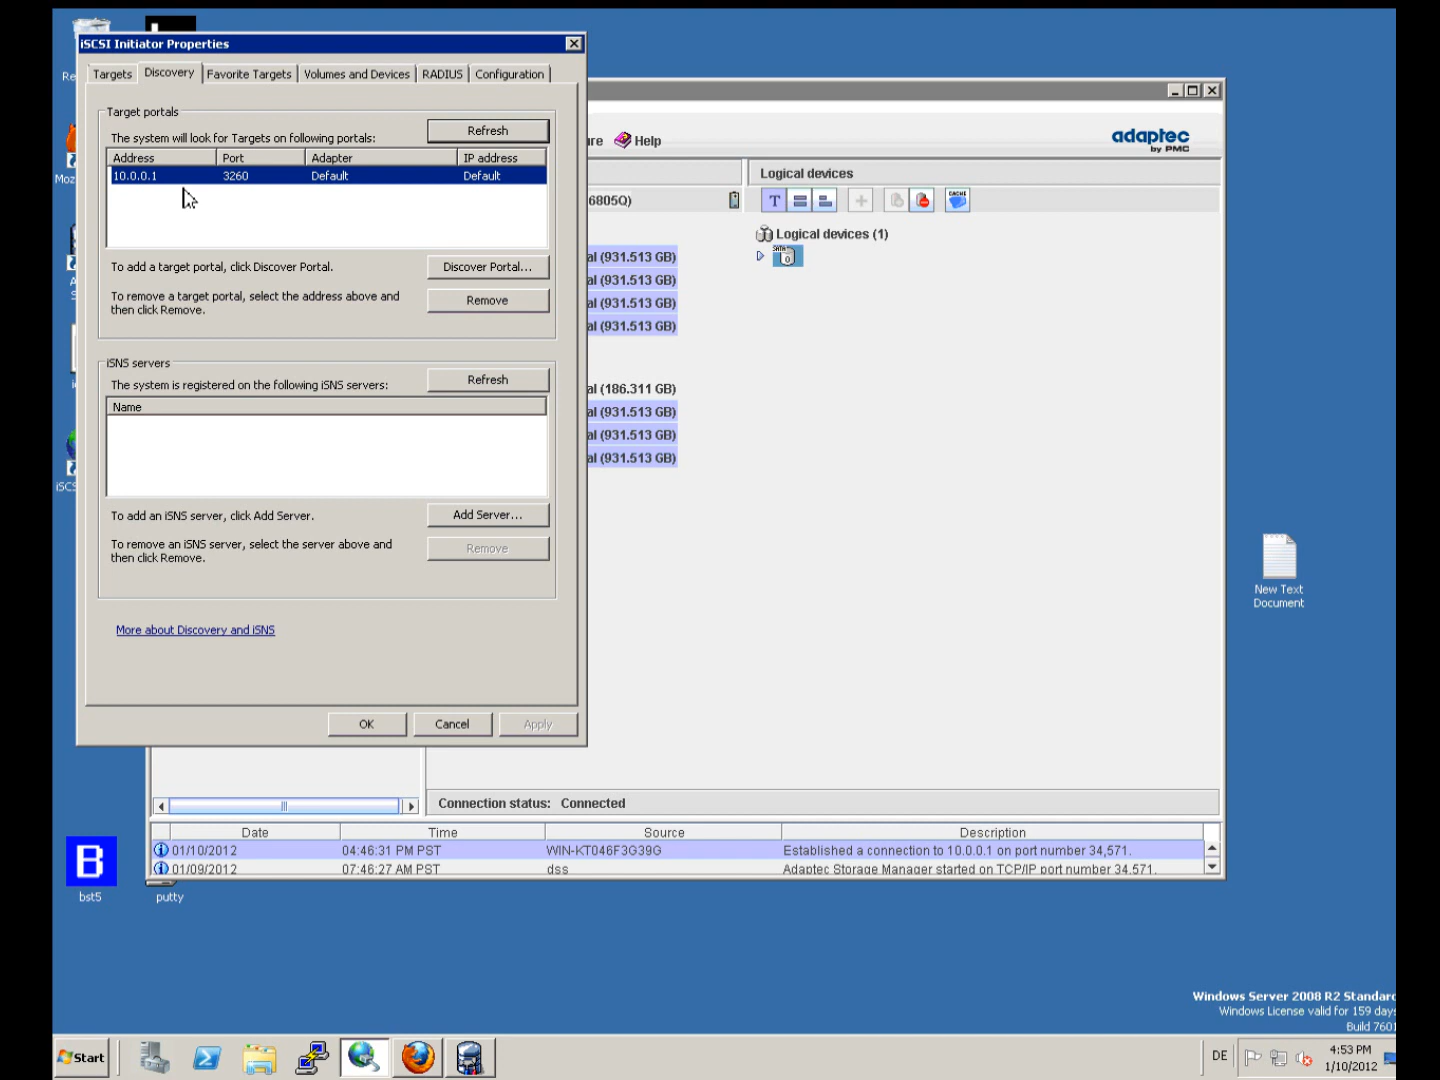 iSCSI Initiator Properties
Targets
Discovery
Favorite Targets
Volumes and Devices
RADIUS
Configuration
Target portals
The system will look for Targets on following portals:
Refresh
Address Port Adapter IP address
10.0.0.1 3260 Default Default
To add a target portal, click Discover Portal.
Discover Portal...
To remove a target portal, select the address above and
then click Remove.
Remove
iSNS servers
The system is registered on the following iSNS servers:
Refresh
Name
To add an iSNS server, click Add Server.
Add Server...
To remove an iSNS server, select the server above and
then click Remove.
Remove
More about Discovery and iSNS
OK
Cancel
Apply
Help
adaptec
by PMC
6805Q)
Logical devices
T
CACHE
Logical devices (1)
SATA
0
al (931.513 GB)
al (931.513 GB)
al (931.513 GB)
al (931.513 GB)
al (186.311 GB)
al (931.513 GB)
al (931.513 GB)
al (931.513 GB)
Connection status: Connected
Date Time Source Description
01/10/2012 04:46:31 PM PST WIN-KT046F3G39G Established a connection to 10.0.0.1 on port number 34,571.
01/09/2012 07:46:27 AM PST dss Adaptec Storage Manager started on TCP/IP port number 34,571.
B
bst5
putty
New Text
Document
Windows Server 2008 R2 Standard
Windows License valid for 159 days
Build 7601
Start
DE
4:53 PM
1/10/2012